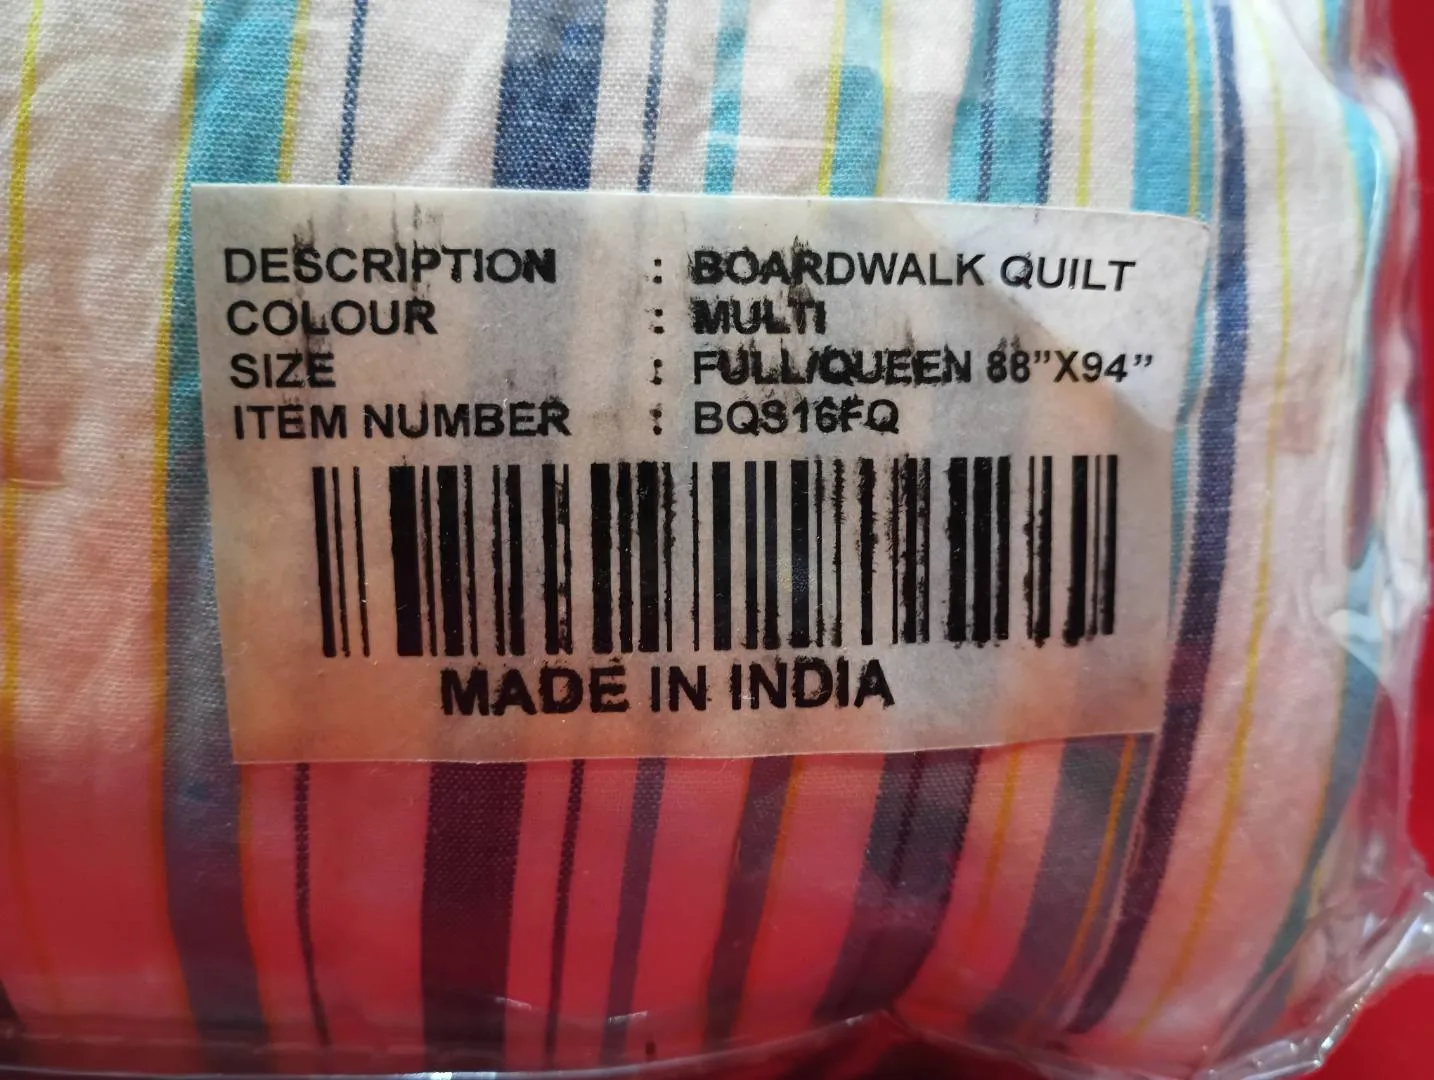 DESCRIPTION : BOARDWALK QUILT
COLOUR : MULTI
SIZE : FULL/QUEEN 88”X94”
ITEM NUMBER : BQS16FQ
MADE IN INDIA